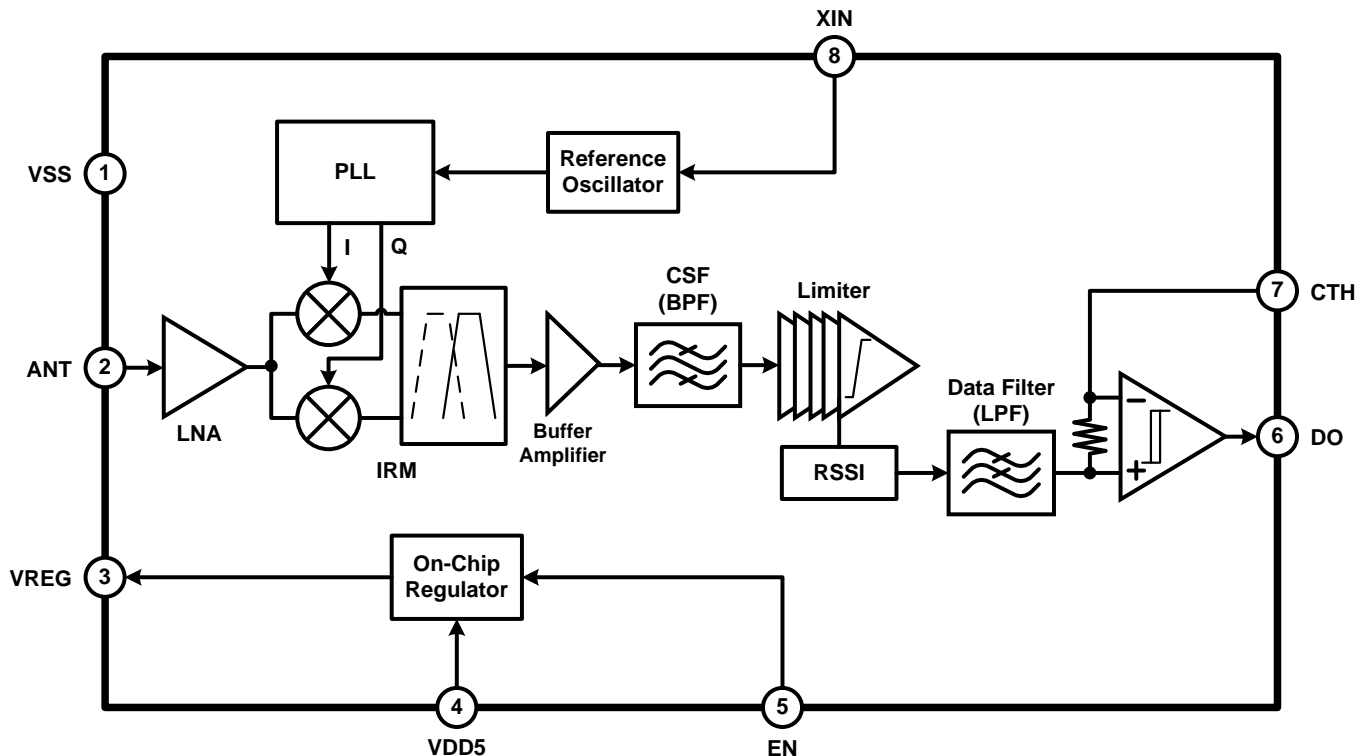 XIN
8
PLL
Reference
Oscillator
VSS
1
I
Q
CSF
(BPF)
Limiter
7
CTH
ANT
2
LNA
Data Filter
(LPF)
−
Buffer
Amplifier
6
DO
IRM
RSSI
+
On-Chip
Regulator
VREG
3
4
5
VDD5
EN